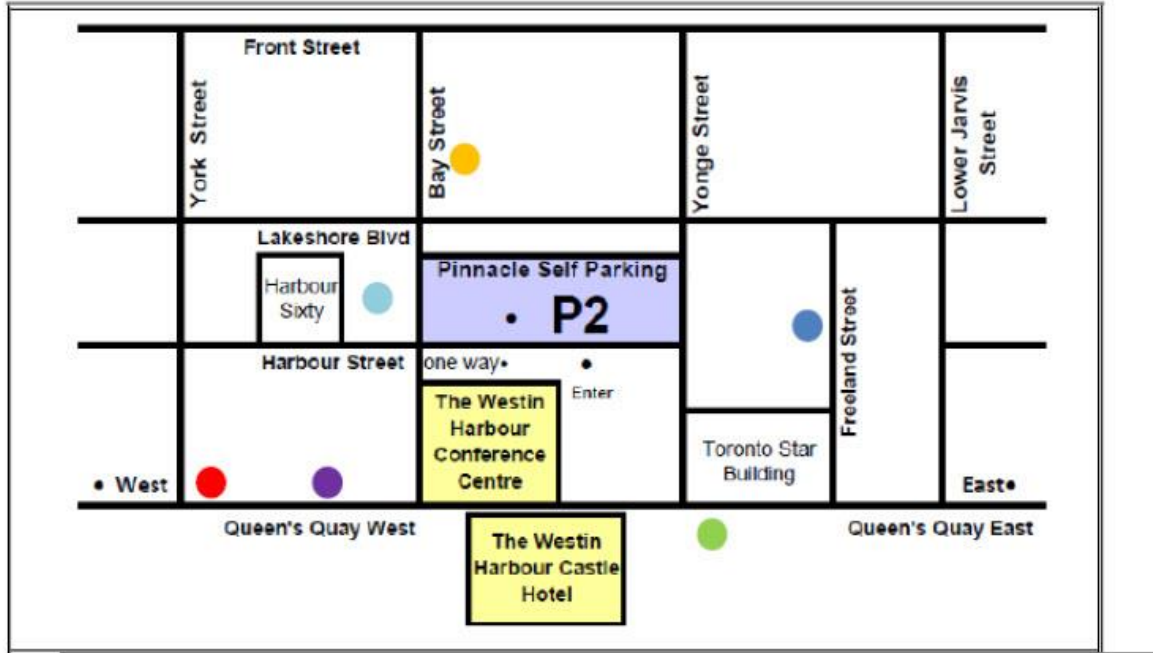 Front Street
York Street
Bay Street
Yonge Street
Lower Jarvis
Street
Lakeshore Blvd
Harbour
Sixty
Pinnacle Self Parking
• P2
Harbour Street
one way•
•
Enter
The Westin
Harbour
Conference
Centre
Freeland Street
Toronto Star
Building
• West
East•
Queen's Quay West
Queen's Quay East
The Westin
Harbour Castle
Hotel